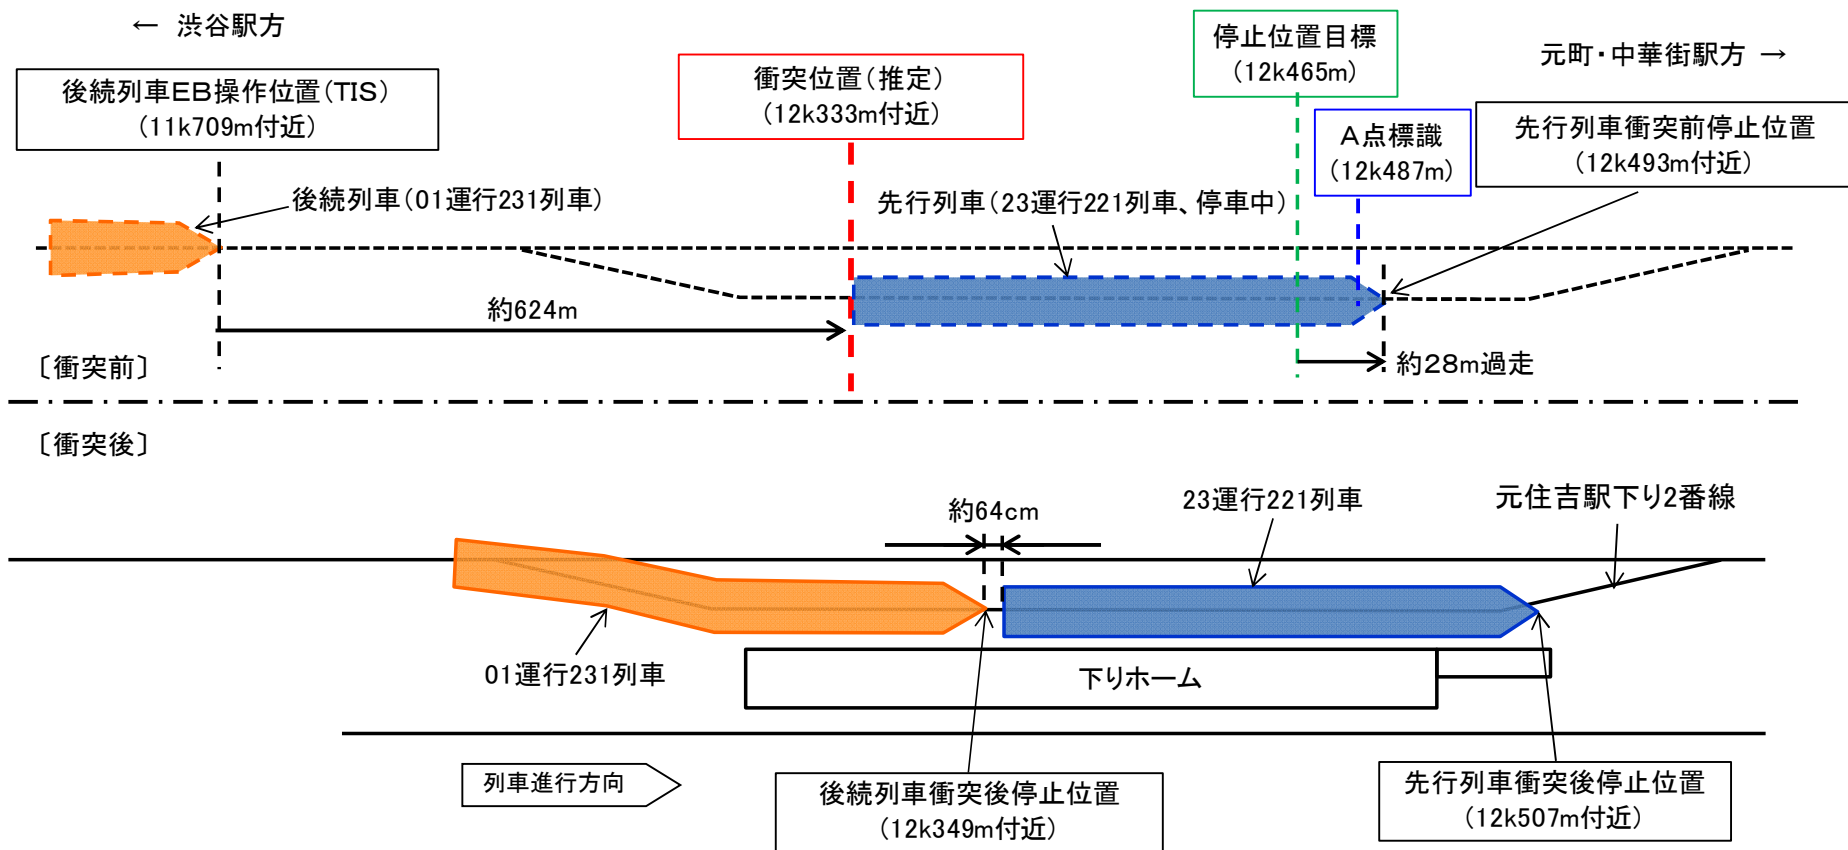 ← 渋谷駅方
元町・中華街駅方 →
後続列車EB操作位置(TIS)
(11k709m付近)
衝突位置(推定)
(12k333m付近)
停止位置目標
(12k465m)
A点標識
(12k487m)
先行列車衝突前停止位置
(12k493m付近)
後続列車(01運行231列車)
先行列車(23運行221列車、停車中)
約624m
約28m過走
〔衝突前〕
〔衝突後〕
約64cm
23運行221列車
元住吉駅下り2番線
01運行231列車
下りホーム
列車進行方向
後続列車衝突後停止位置
(12k349m付近)
先行列車衝突後停止位置
(12k507m付近)